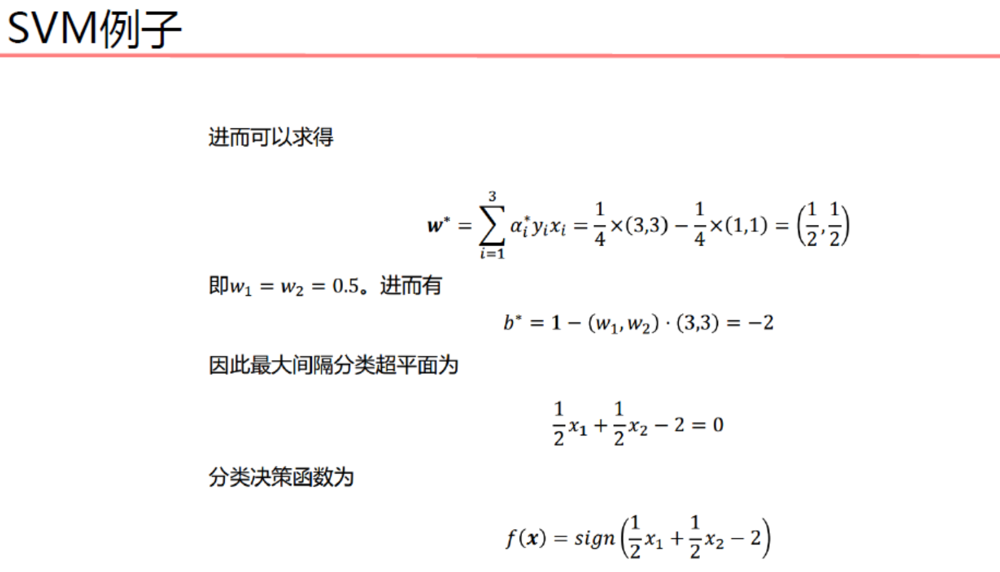 SVM例子
进而可以求得
$\boldsymbol{w}^* = \sum_{i=1}^{3} \alpha_i^* y_i x_i = \frac{1}{4} \times (3,3) - \frac{1}{4} \times (1,1) = \left(\frac{1}{2}, \frac{1}{2}\right)$
即$w_1 = w_2 = 0.5$。进而有
$b^* = 1 - (w_1, w_2) \cdot (3,3) = -2$
因此最大间隔分类超平面为
$\frac{1}{2}x_1 + \frac{1}{2}x_2 - 2 = 0$
分类决策函数为
$f(\boldsymbol{x}) = sign\left(\frac{1}{2}x_1 + \frac{1}{2}x_2 - 2\right)$